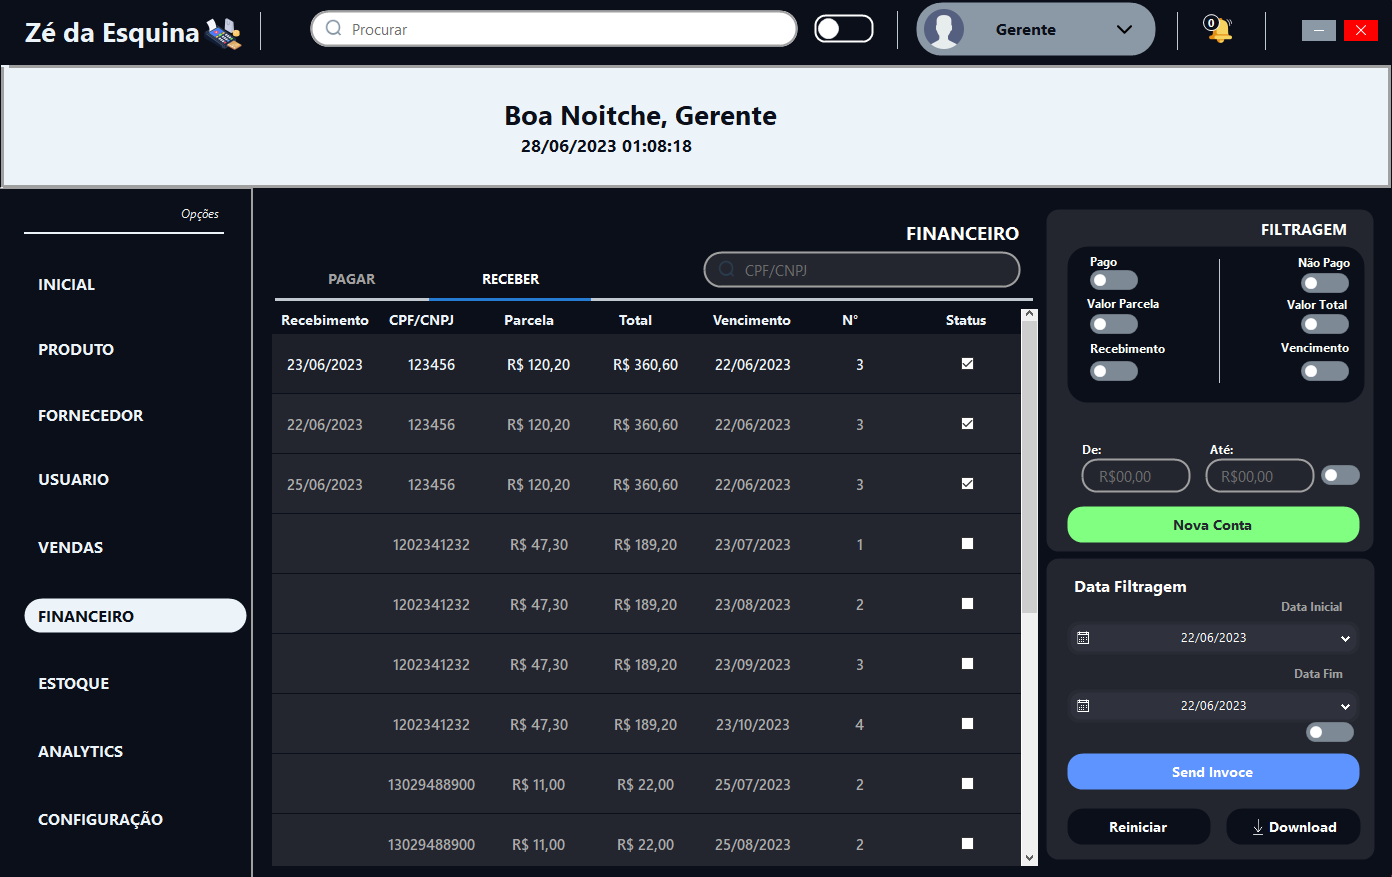 Zé da Esquina
Procurar
Gerente
0
Boa Noitche, Gerente
28/06/2023 01:08:18
Opções
INICIAL
PRODUTO
FORNECEDOR
USUARIO
VENDAS
FINANCEIRO
ESTOQUE
ANALYTICS
CONFIGURAÇÃO
FINANCEIRO
PAGAR RECEBER CPF/CNPJ
Recebimento CPF/CNPJ Parcela Total Vencimento N° Status
23/06/2023 123456 R$ 120,20 R$ 360,60 22/06/2023 3
22/06/2023 123456 R$ 120,20 R$ 360,60 22/06/2023 3
25/06/2023 123456 R$ 120,20 R$ 360,60 22/06/2023 3
1202341232 R$ 47,30 R$ 189,20 23/07/2023 1
1202341232 R$ 47,30 R$ 189,20 23/08/2023 2
1202341232 R$ 47,30 R$ 189,20 23/09/2023 3
1202341232 R$ 47,30 R$ 189,20 23/10/2023 4
13029488900 R$ 11,00 R$ 22,00 25/07/2023 2
13029488900 R$ 11,00 R$ 22,00 25/08/2023 2
FILTRAGEM
Pago Não Pago
Valor Parcela Valor Total
Recebimento Vencimento
De: Até:
R$00,00 R$00,00
Nova Conta
Data Filtragem
Data Inicial
22/06/2023
Data Fim
22/06/2023
Send Invoce
Reiniciar Download